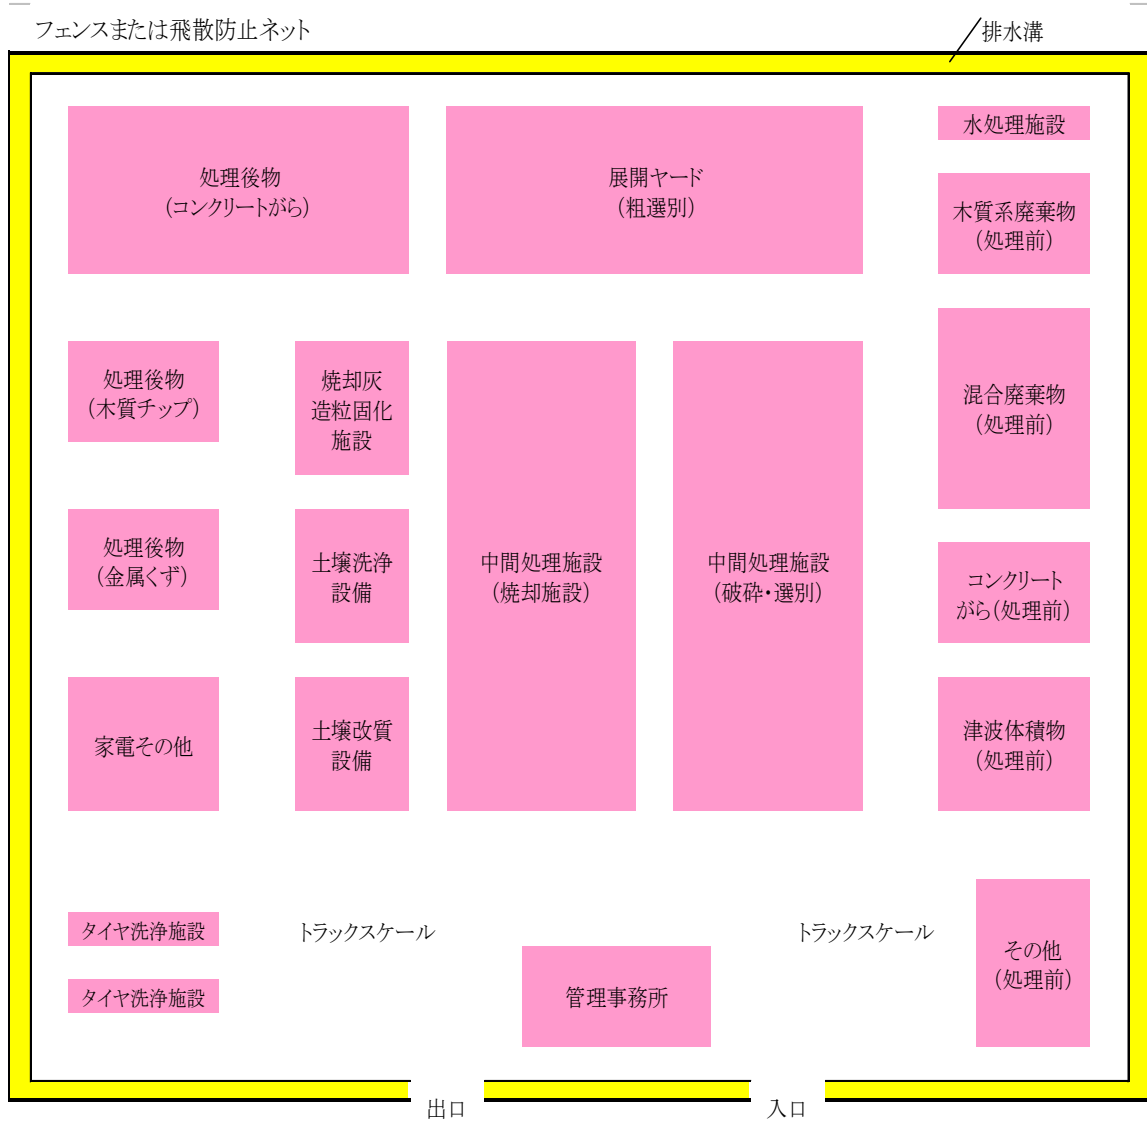 フェンスまたは飛散防止ネット
排水溝
処理後物
(コンクリートがら)
展開ヤード
(粗選別)
水処理施設
木質系廃棄物
(処理前)
処理後物
(木質チップ)
焼却灰
造粒固化
施設
混合廃棄物
(処理前)
処理後物
(金属くず)
土壌洗浄
設備
中間処理施設
(焼却施設)
中間処理施設
(破砕・選別)
コンクリート
がら(処理前)
家電その他
土壌改質
設備
津波体積物
(処理前)
タイヤ洗浄施設
トラックスケール
トラックスケール
その他
(処理前)
タイヤ洗浄施設
管理事務所
出口
入口